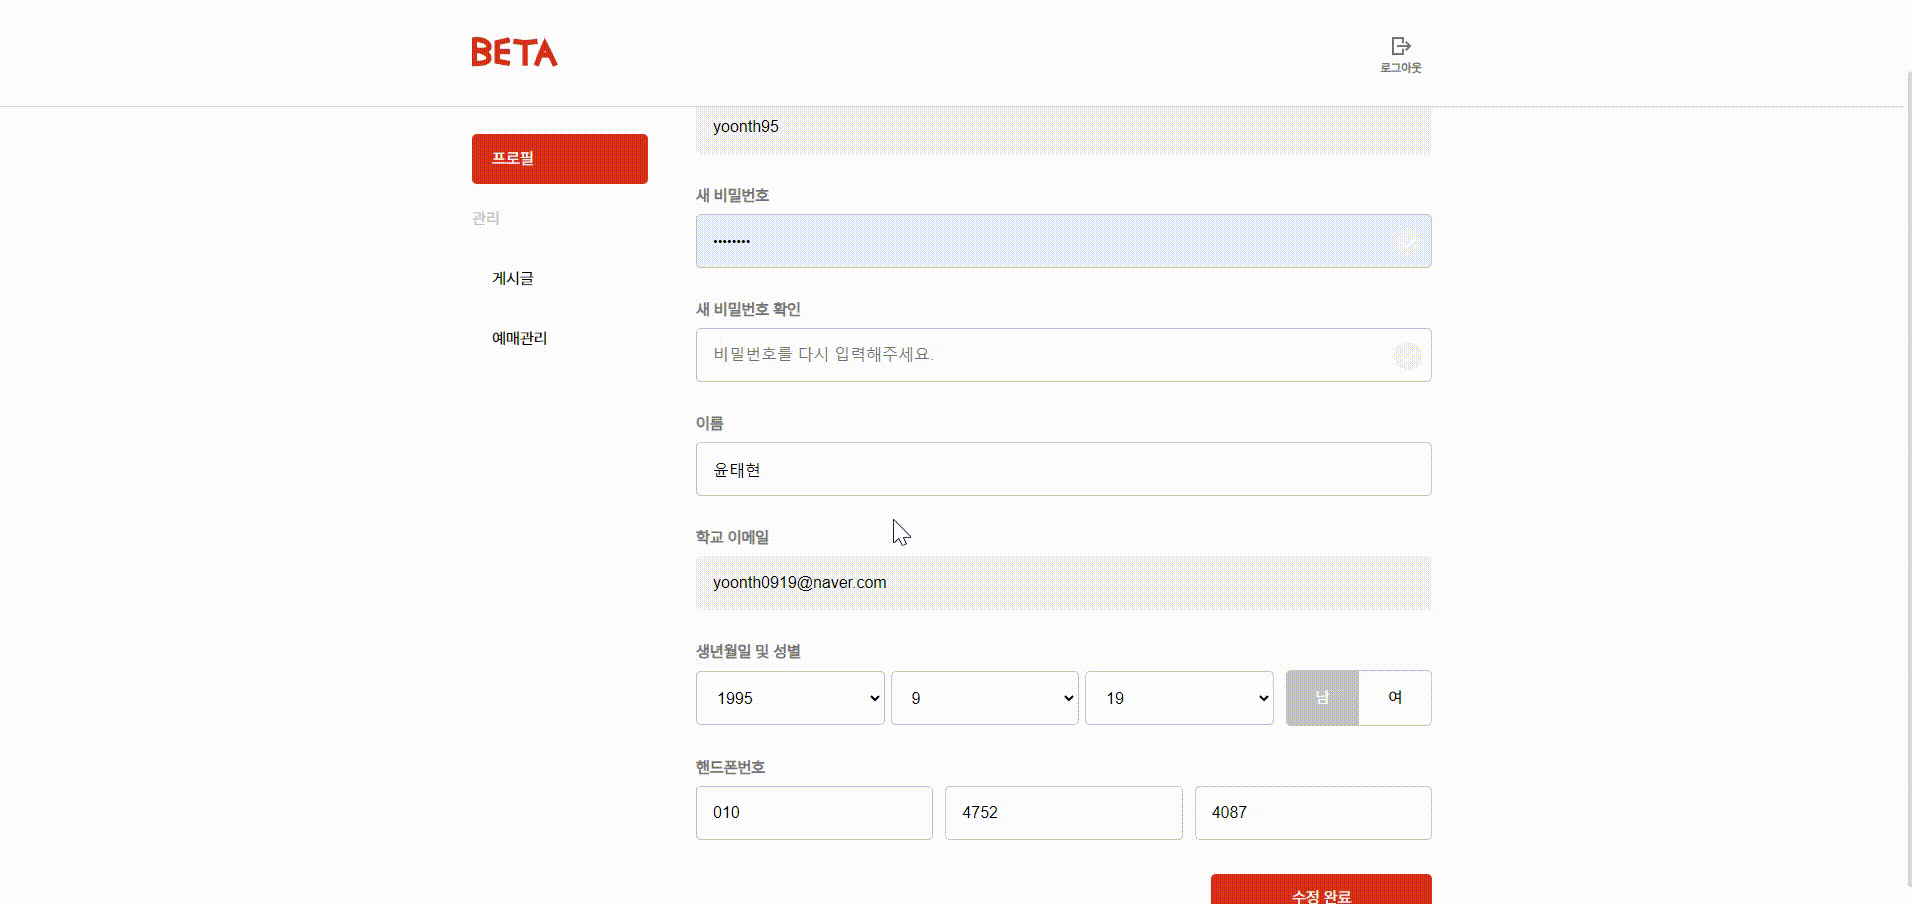 BETA
로그아웃
프로필
관리
게시글
예매관리
yoonth95
새 비밀번호
••••••••
새 비밀번호 확인
비밀번호를 다시 입력해주세요.
이름
윤태현
학교 이메일
yoonth0919@naver.com
생년월일 및 성별
1995 9 19 남 여
핸드폰번호
010 4752 4087
수정 완료